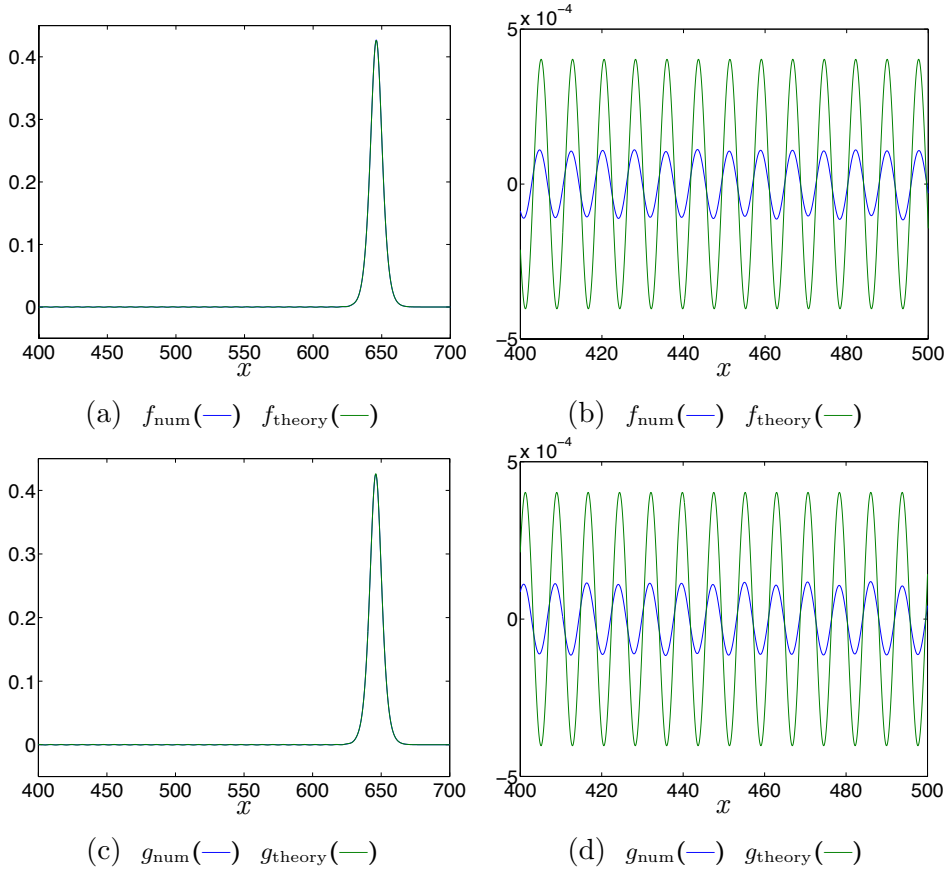 0.4
0.3
0.2
0.1
0
400 450 500 550 600 650 700
x
(a) f_num(—) f_theory(—)
5 x 10^−4
0
−5
400 420 440 460 480 500
x
(b) f_num(—) f_theory(—)
0.4
0.3
0.2
0.1
0
400 450 500 550 600 650 700
x
(c) g_num(—) g_theory(—)
5 x 10^−4
0
−5
400 420 440 460 480 500
x
(d) g_num(—) g_theory(—)